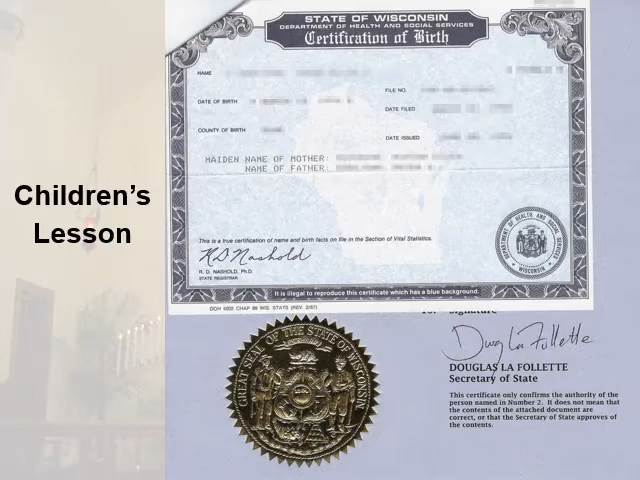 Children's
Lesson
STATE OF WISCONSIN
DEPARTMENT OF HEALTH AND SOCIAL SERVICES
Certification of Birth
NAME
FILE NO.
DATE OF BIRTH
DATE FILED
COUNTY OF BIRTH
DATE ISSUED
MAIDEN NAME OF MOTHER:
NAME OF FATHER:
This is a true certification of name and birth facts on file in the Section of Vital Statistics.
R D Nashold
R. D. NASHOLD, Ph.D.
STATE REGISTRAR
DEPARTMENT OF HEALTH AND SOCIAL SERVICES
WISCONSIN
It is illegal to reproduce this certificate which has a blue background.
DOH 5002 CHAP 69 WIS. STATS (REV. 2/87)
Signature
GREAT SEAL OF THE STATE OF WISCONSIN
Doug La Follette
DOUGLAS LA FOLLETTE
Secretary of State
This certificate only confirms the authority of the
person named in Number 2. It does not mean that
the contents of the attached document are
correct, or that the Secretary of State approves of
the contents.